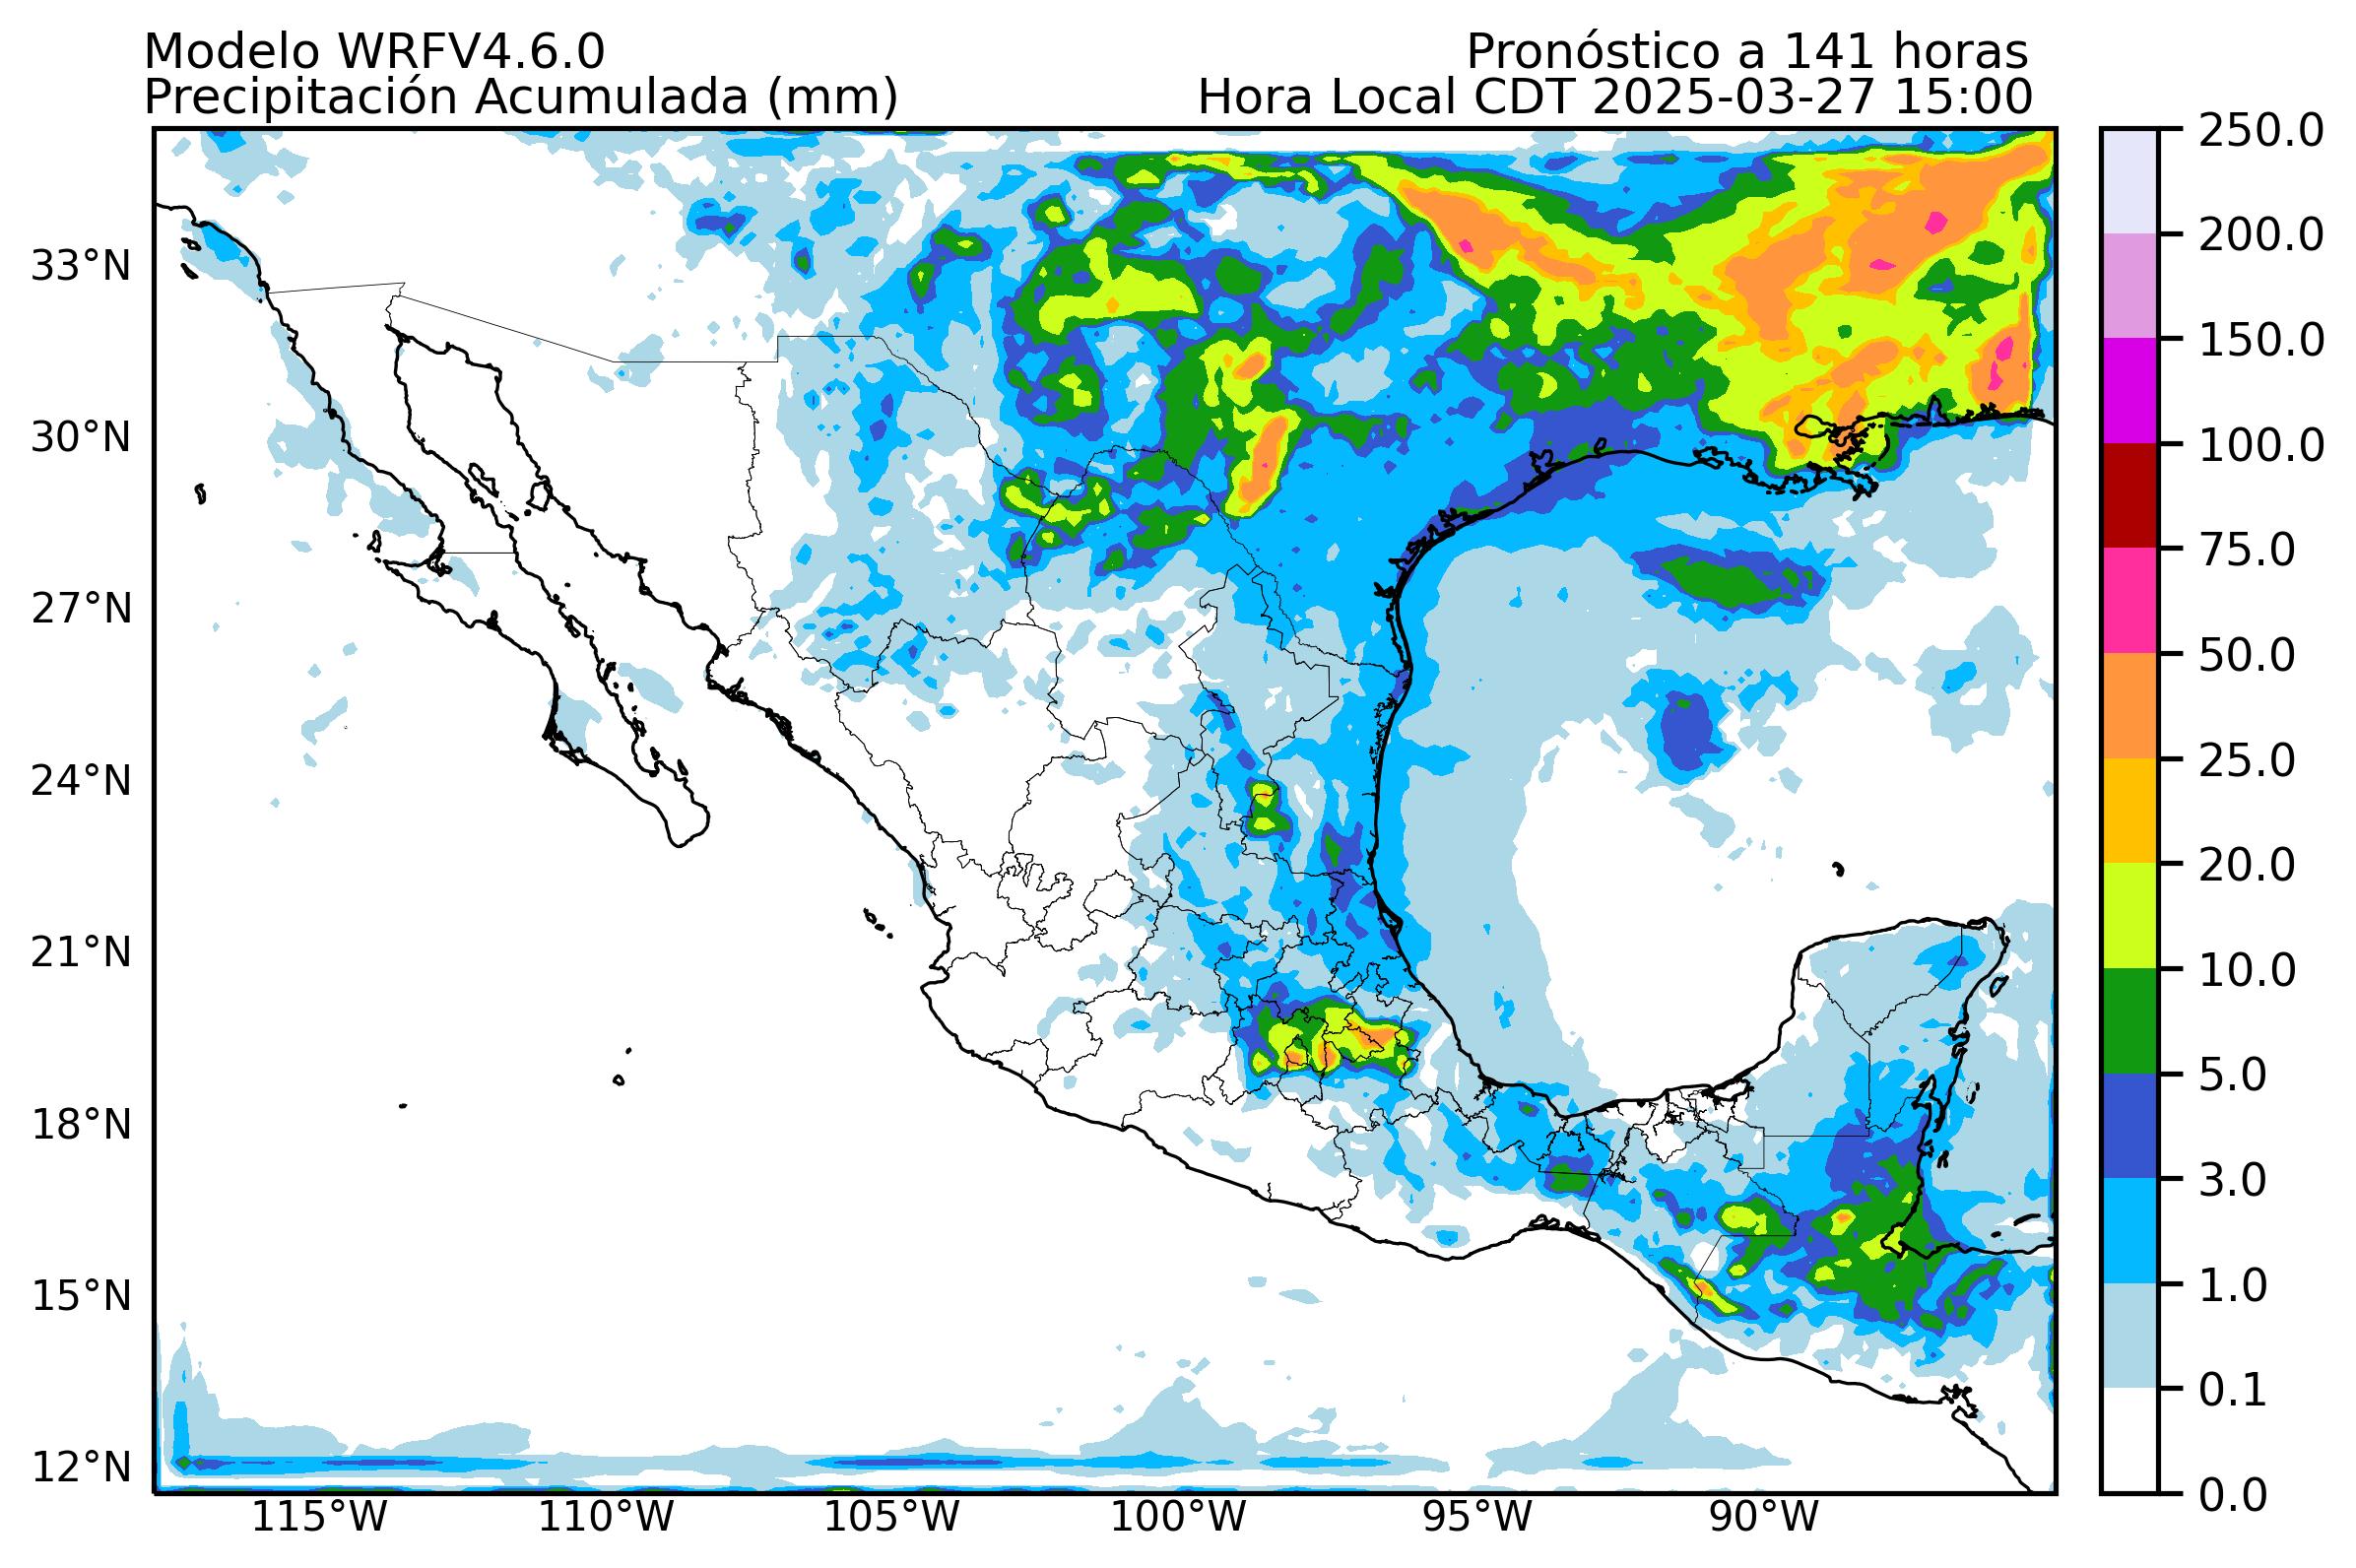 Modelo WRFV4.6.0
Pronóstico a 141 horas
Precipitación Acumulada (mm)
Hora Local CDT 2025-03-27 15:00
250.0
200.0
150.0
100.0
75.0
50.0
25.0
20.0
10.0
5.0
3.0
1.0
0.1
0.0
33°N
30°N
27°N
24°N
21°N
18°N
15°N
12°N
115°W
110°W
105°W
100°W
95°W
90°W